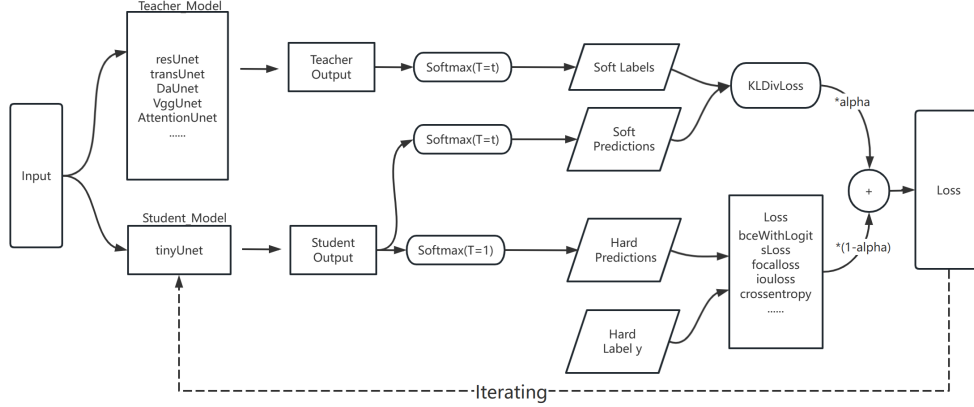 Teacher_Model
resUnet
transUnet
DaUnet
VggUnet
AttentionUnet
......
Teacher
Output
Softmax(T=t)
Soft Labels
KLDivLoss
*alpha
Softmax(T=t)
Soft
Predictions
Input
+
Loss
Student_Model
tinyUnet
Student
Output
Softmax(T=1)
Hard
Predictions
Loss
bceWithLogit
sLoss
focalloss
iouloss
crossentropy
......
*(1-alpha)
Hard
Label y
Iterating